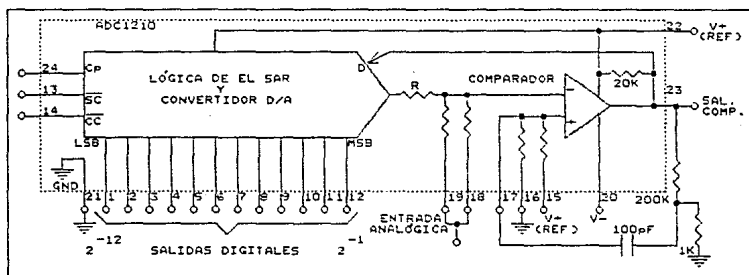 ADC1210
22
V+
(REF)
24
Cp
D
LÓGICA DE EL SAR
Y
CONVERTIDOR D/A
13
SC
14
CC
R
COMPARADOR
20K
23
SAL.
COMP.
LSB
MSB
GND
21 1 2 3 4 5 6 7 8 9 10 11 12
19 18 17 16 15 20
200K
ENTRADA
ANALÓGICA
V+
(REF)
V-
100pF
1K
2^-12 SALIDAS DIGITALES 2^-1